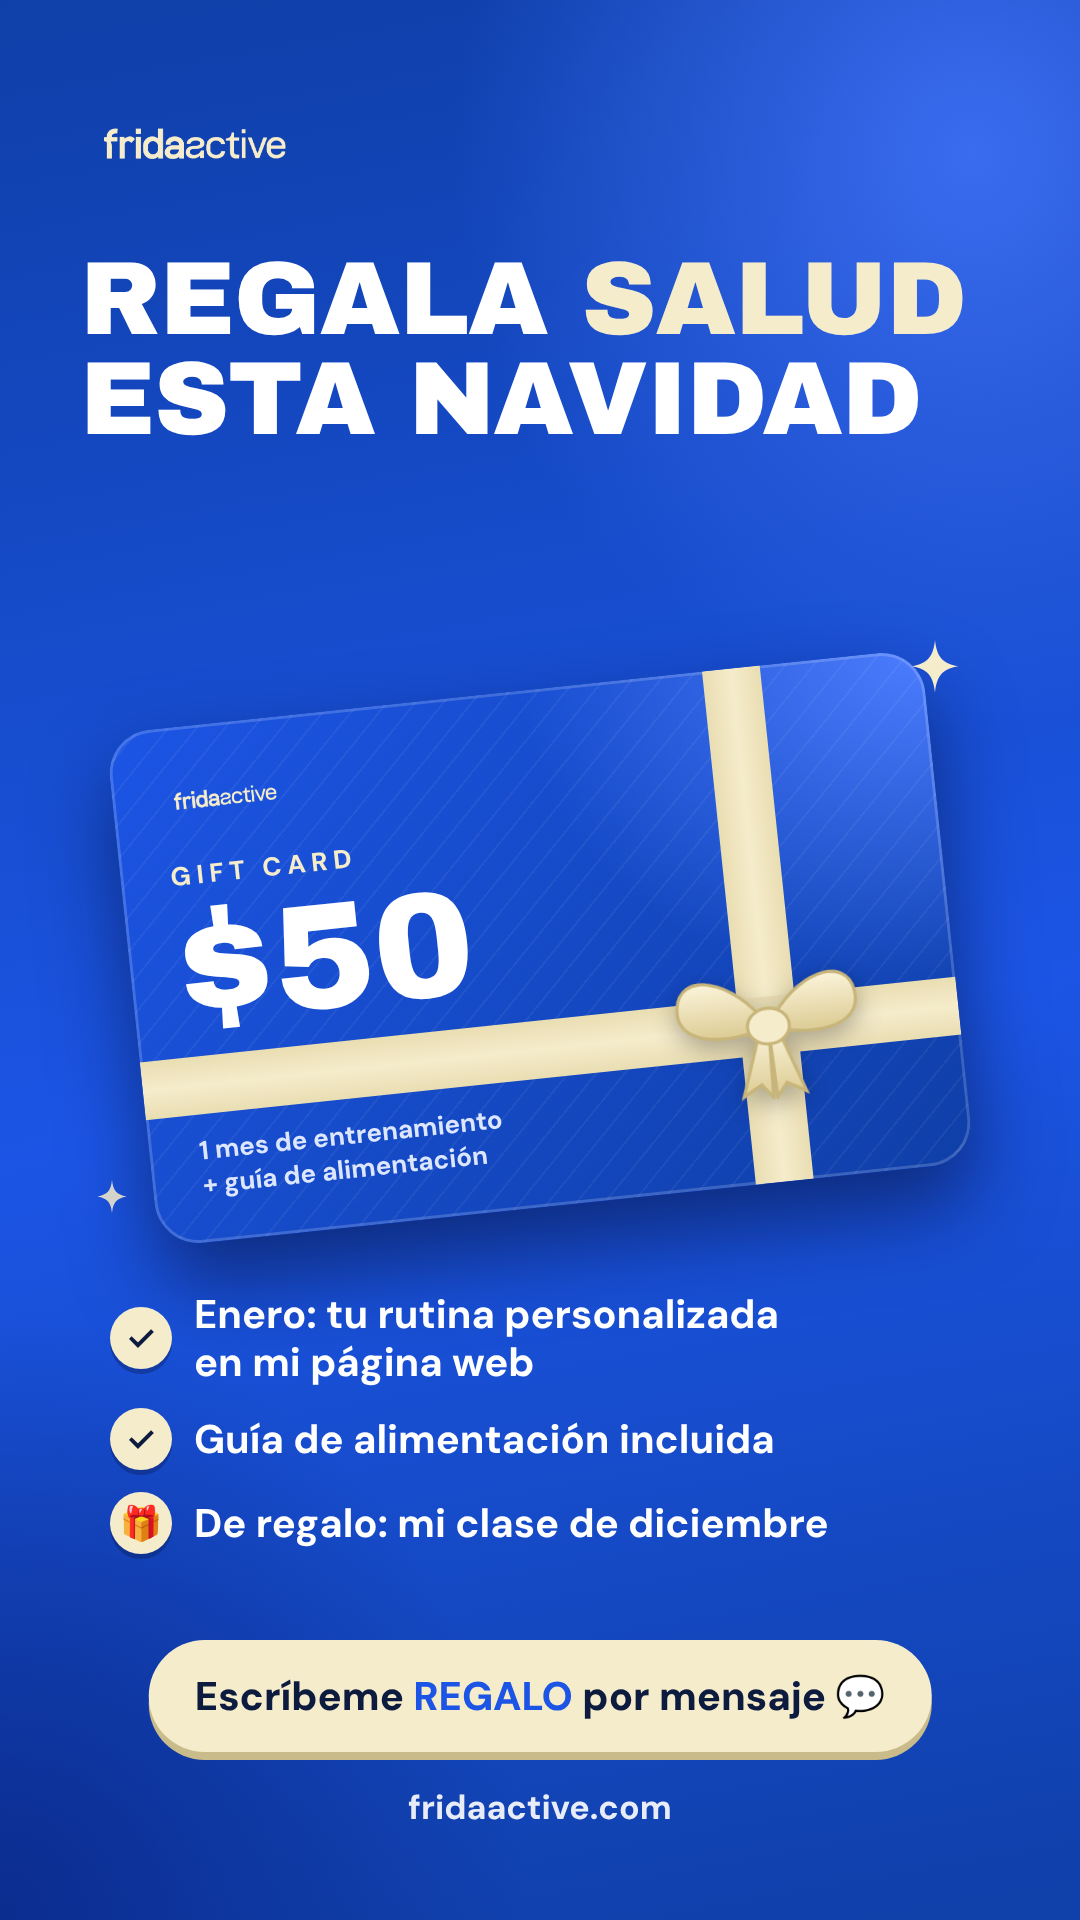 fridaactive
REGALA SALUD
ESTA NAVIDAD
fridaactive
GIFT CARD
$50
1 mes de entrenamiento
+ guía de alimentación
Enero: tu rutina personalizada
en mi página web
Guía de alimentación incluida
De regalo: mi clase de diciembre
Escríbeme REGALO por mensaje 💬
fridaactive.com